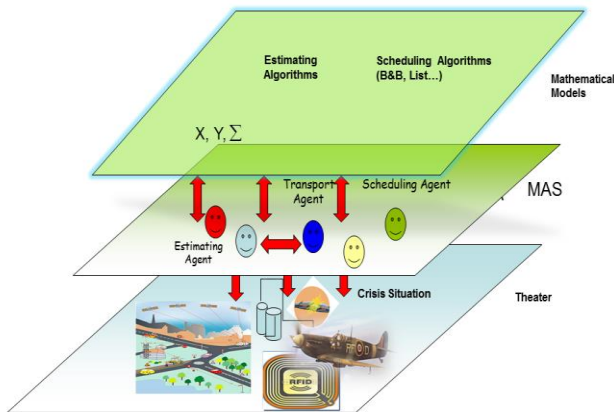 Estimating
Algorithms
Scheduling Algorithms
(B&B, List…)
Mathematical
Models
X, Y, Σ
Transport
Agent
Scheduling Agent
MAS
Estimating
Agent
Crisis Situation
Theater
RFID